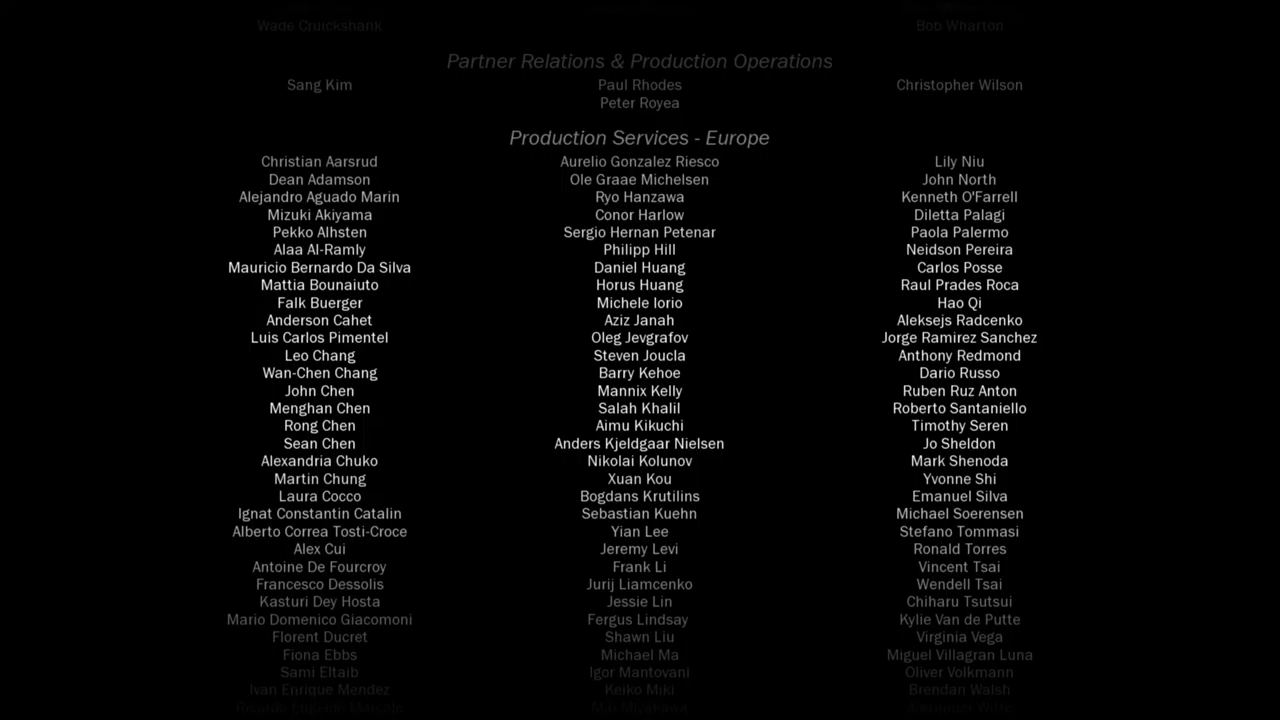 Wade Cruickshank Bob Wharton
Partner Relations & Production Operations
Sang Kim Paul Rhodes Christopher Wilson
Peter Royea
Production Services - Europe
Christian Aarsrud Aurelio Gonzalez Riesco Lily Niu
Dean Adamson Ole Graae Michelsen John North
Alejandro Aguado Marin Ryo Hanzawa Kenneth O'Farrell
Mizuki Akiyama Conor Harlow Diletta Palagi
Pekko Alhsten Sergio Hernan Petenar Paola Palermo
Alaa Al-Ramly Philipp Hill Neidson Pereira
Mauricio Bernardo Da Silva Daniel Huang Carlos Posse
Mattia Bounaiuto Horus Huang Raul Prades Roca
Falk Buerger Michele Iorio Hao Qi
Anderson Cahet Aziz Janah Aleksejs Radcenko
Luis Carlos Pimentel Oleg Jevgrafov Jorge Ramirez Sanchez
Leo Chang Steven Joucla Anthony Redmond
Wan-Chen Chang Barry Kehoe Dario Russo
John Chen Mannix Kelly Ruben Ruz Anton
Menghan Chen Salah Khalil Roberto Santaniello
Rong Chen Aimu Kikuchi Timothy Seren
Sean Chen Anders Kjeldgaar Nielsen Jo Sheldon
Alexandria Chuko Nikolai Kolunov Mark Shenoda
Martin Chung Xuan Kou Yvonne Shi
Laura Cocco Bogdans Krutilins Emanuel Silva
Ignat Constantin Catalin Sebastian Kuehn Michael Soerensen
Alberto Correa Tosti-Croce Yian Lee Stefano Tommasi
Alex Cui Jeremy Levi Ronald Torres
Antoine De Fourcroy Frank Li Vincent Tsai
Francesco Dessolis Jurij Liamcenko Wendell Tsai
Kasturi Dey Hosta Jessie Lin Chiharu Tsutsui
Mario Domenico Giacomoni Fergus Lindsay Kylie Van de Putte
Florent Ducret Shawn Liu Virginia Vega
Fiona Ebbs Michael Ma Miguel Villagran Luna
Sami Eltaib Igor Mantovani Oliver Volkmann
Ivan Enrique Mendez Keiko Miki Brendan Walsh